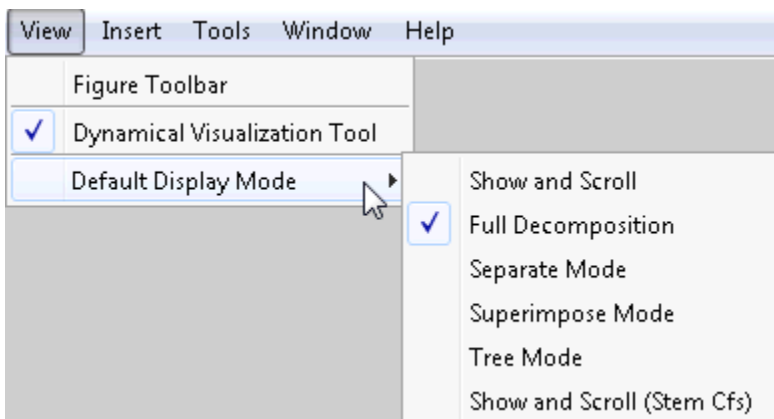 View Insert Tools Window Help
Figure Toolbar
Dynamical Visualization Tool
Default Display Mode
Show and Scroll
Full Decomposition
Separate Mode
Superimpose Mode
Tree Mode
Show and Scroll (Stem Cfs)